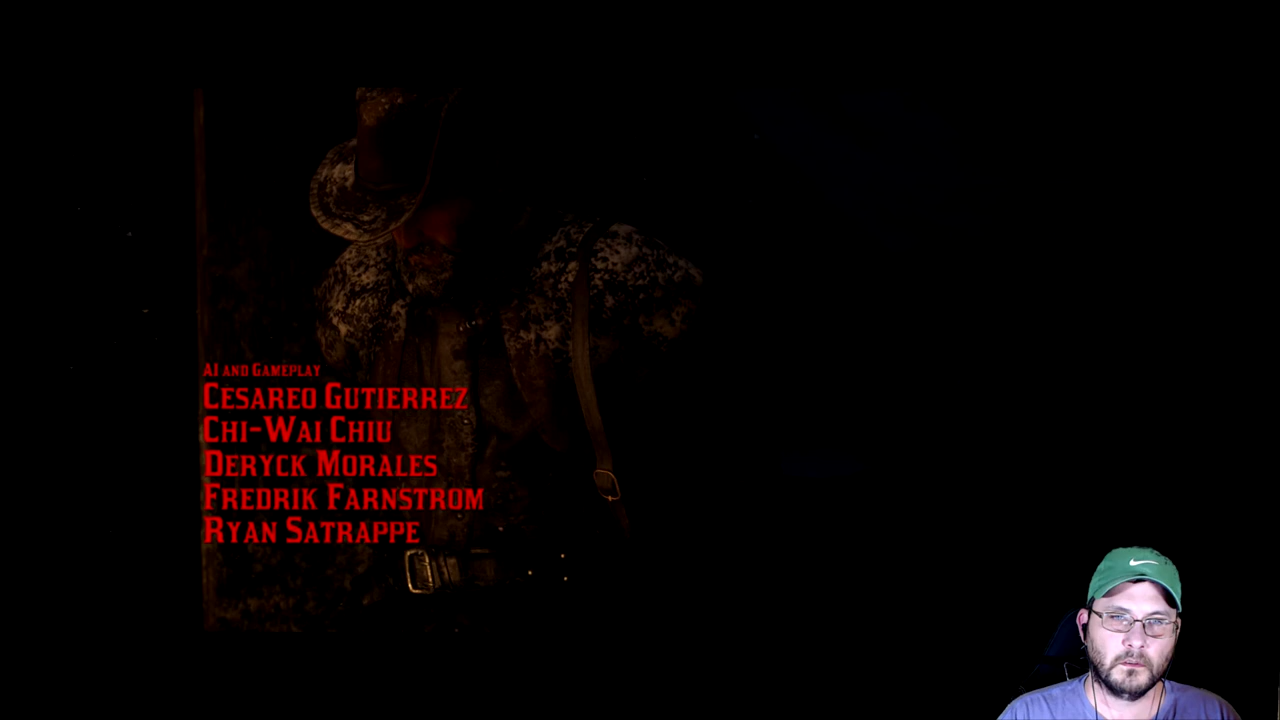 AI and Gameplay
Cesareo Gutierrez
Chi-Wai Chiu
Deryck Morales
Fredrik Farnstrom
Ryan Satrappe